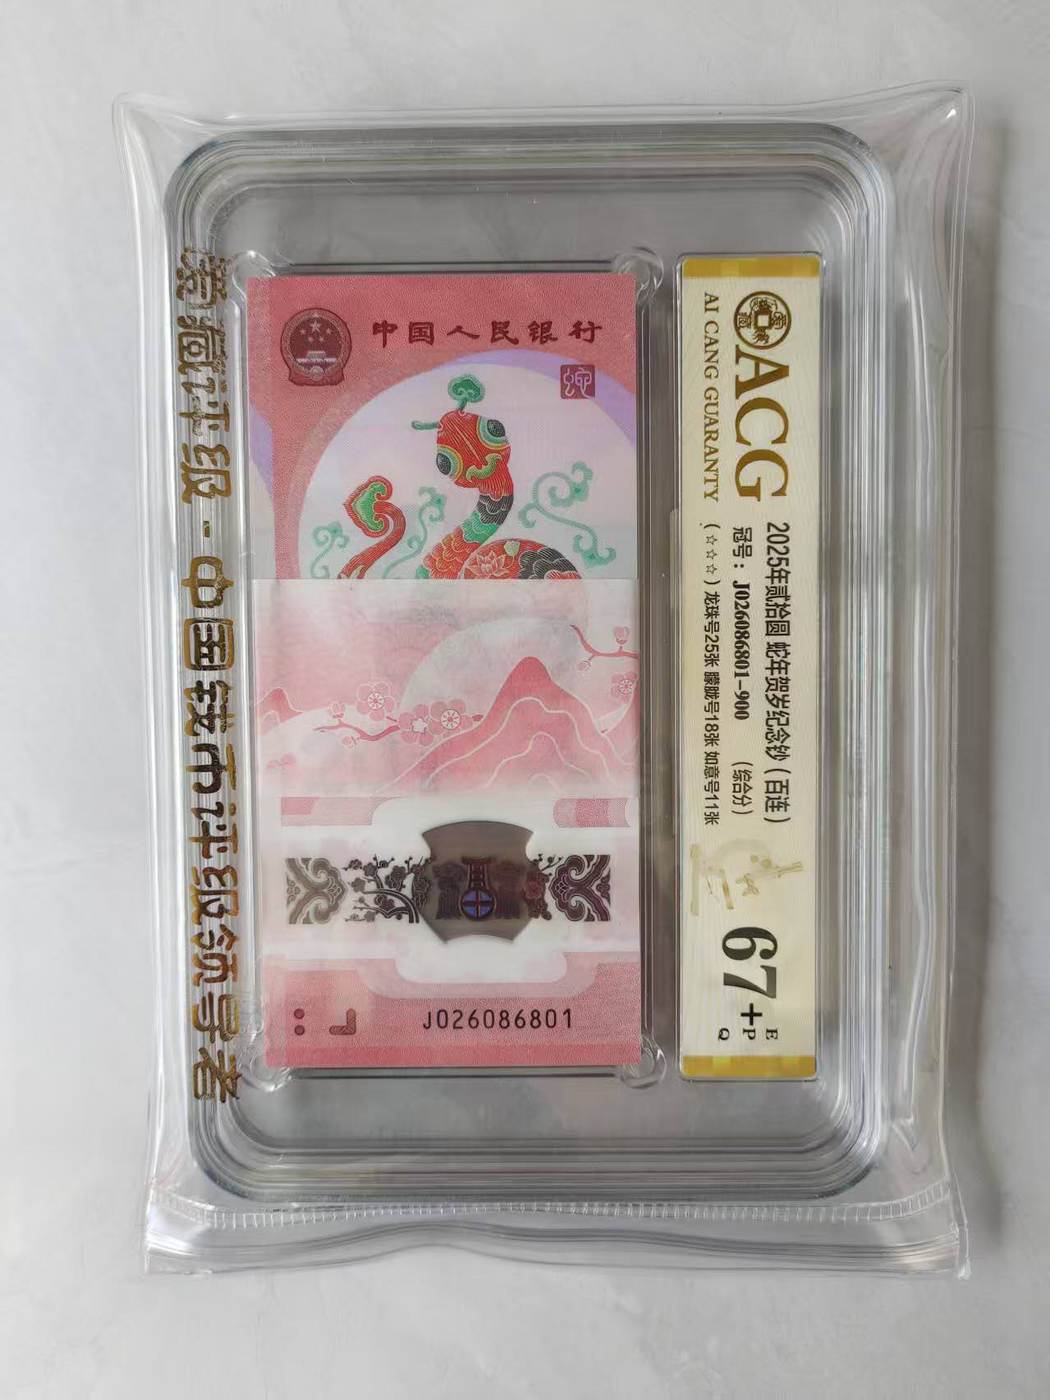 中国人民银行
蛇
J026086801
ACG
AI CANG GUARANTY
2025年贰拾圆 蛇年贺岁纪念钞（百连）
冠号：J026086801-900 （综合分）
（☆☆☆）龙珠号25张 朦胧号18张 如意号11张
67+
E
P
Q
爱藏评级-中国钱币评级领导者